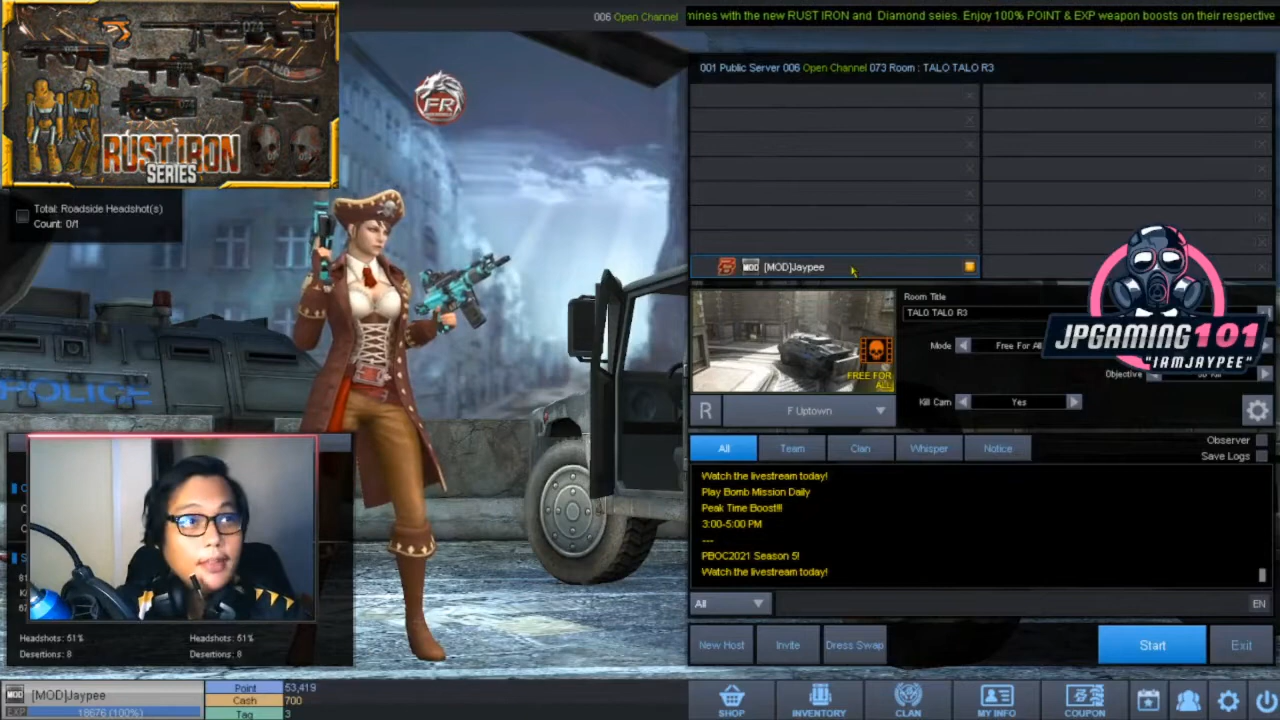 006 Open Channel
mines with the new RUST IRON and Diamond seies. Enjoy 100% POINT & EXP weapon boosts on their respective
RUST IRON
SERIES
FR
001 Public Server 006 Open Channel 073 Room : TALO TALO R3
Total: Roadside Headshot(s)
Count: 0/1
MOD [MOD]Jaypee
JPGAMING101
"IAMJAYPEE"
Room Title
TALO TALO R3
Mode Free For All
Objective
FREE FOR ALL
Kill Cam Yes
R F Uptown
POLICE
All Team Clan Whisper Notice
Observer
Save Logs
Watch the livestream today!
Play Bomb Mission Daily
Peak Time Boost!!!
3:00-5:00 PM
---
PBOC2021 Season 5!
Watch the livestream today!
All EN
Headshots: 51% Headshots: 51%
Desertions: 8 Desertions: 8
New Host Invite Dress Swap Start Exit
MOD [MOD]Jaypee
EXP 18676 (100%)
Point 53,419
Cash 700
Tag 3
SHOP INVENTORY CLAN MY INFO COUPON